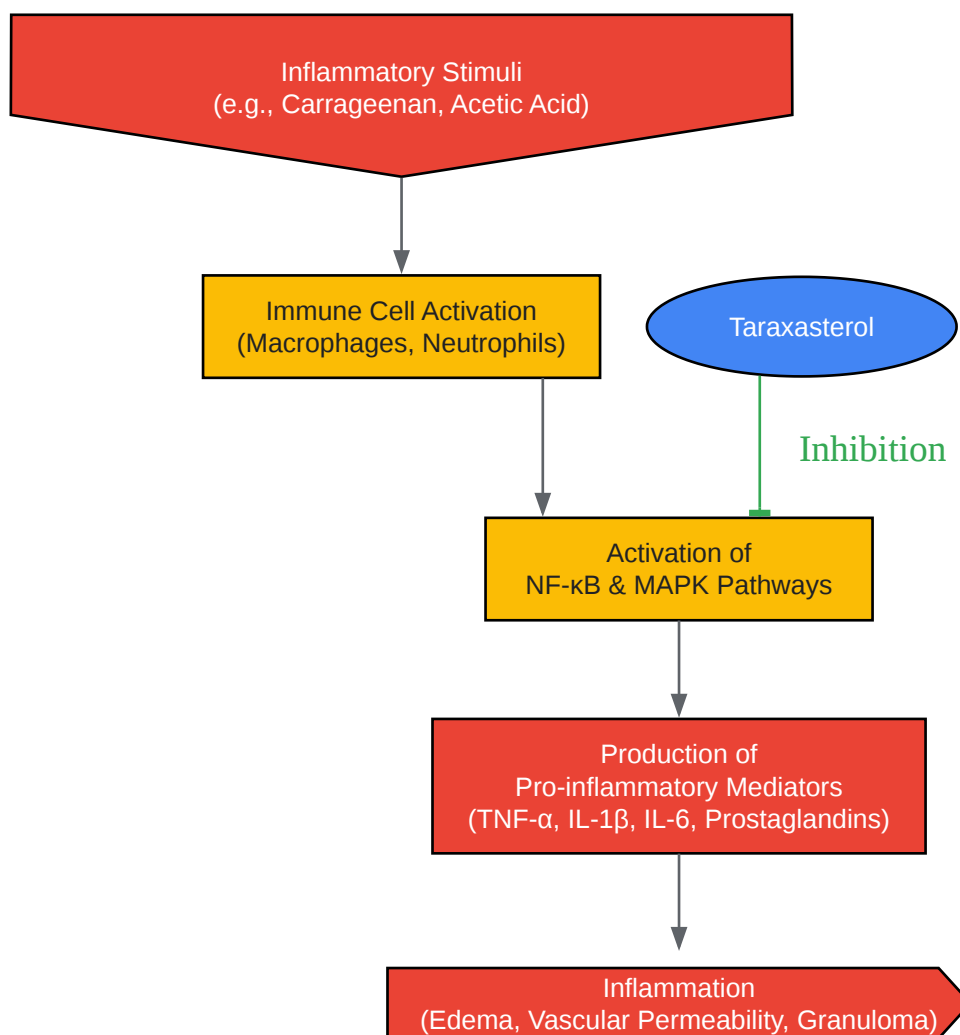 Inflammatory Stimuli
(e.g., Carrageenan, Acetic Acid)
Immune Cell Activation
(Macrophages, Neutrophils)
Taraxasterol
Inhibition
Activation of
NF-κB & MAPK Pathways
Production of
Pro-inflammatory Mediators
(TNF-α, IL-1β, IL-6, Prostaglandins)
Inflammation
(Edema, Vascular Permeability, Granuloma)